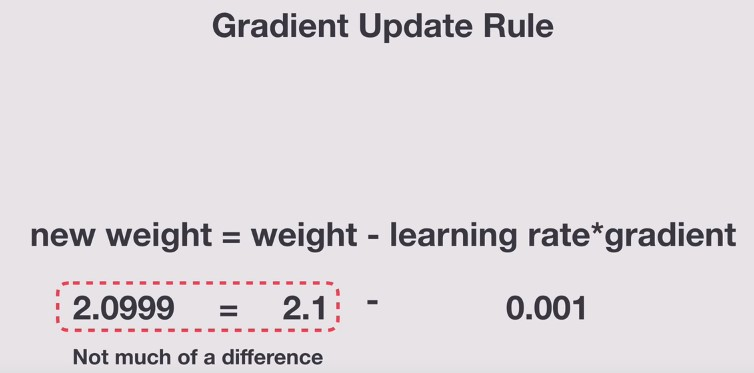 Gradient Update Rule
new weight = weight - learning rate*gradient
2.0999 = 2.1 - 0.001
Not much of a difference